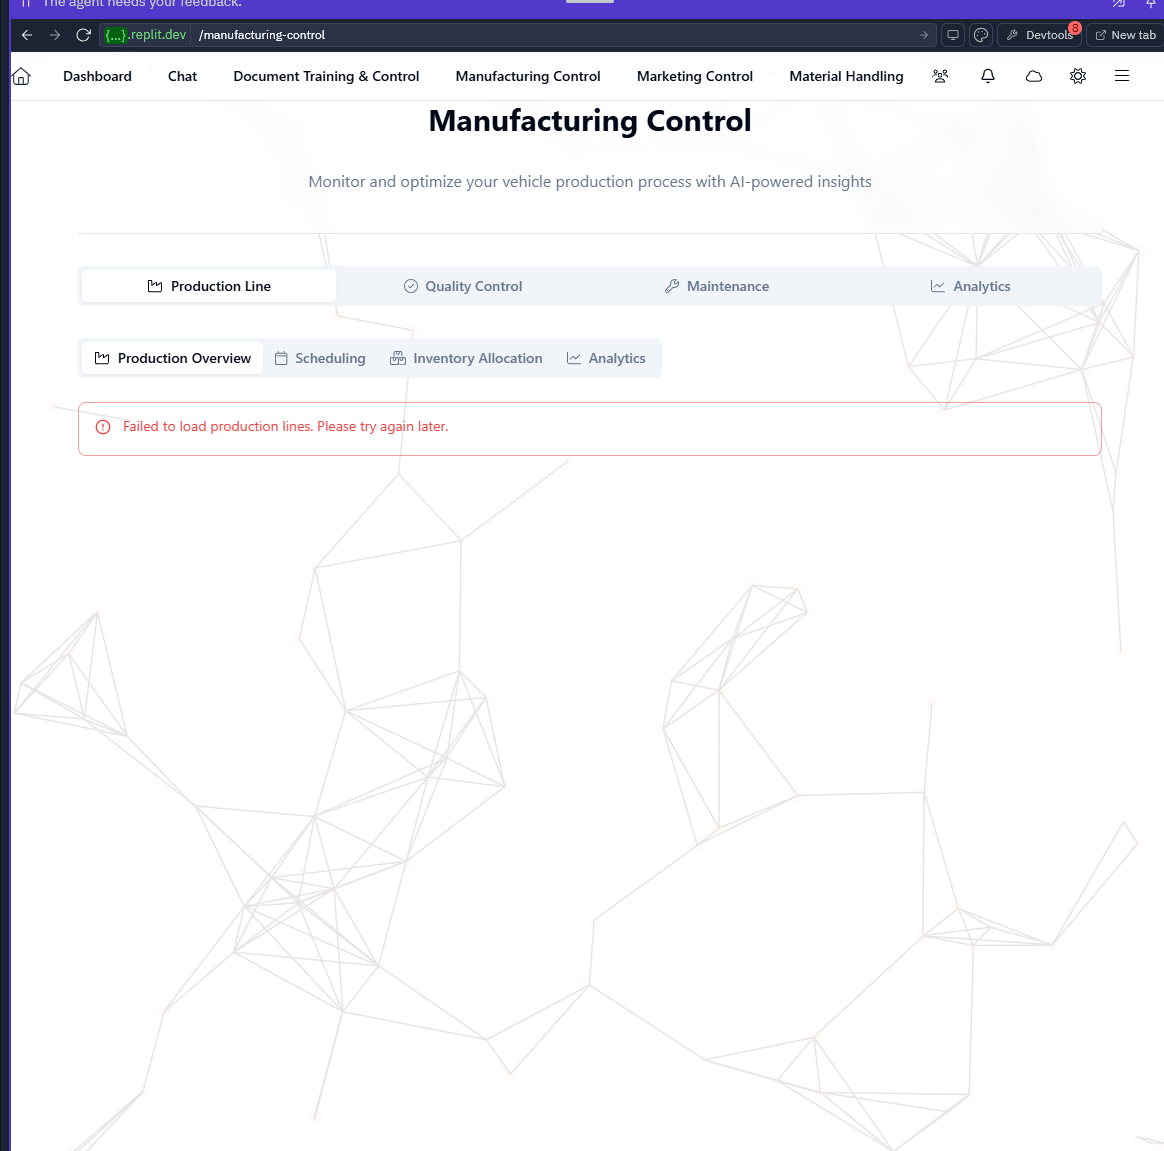 The agent needs your feedback.
{...}.replit.dev /manufacturing-control Devtools 8 New tab
Dashboard Chat Document Training & Control Manufacturing Control Marketing Control Material Handling
Manufacturing Control
Monitor and optimize your vehicle production process with AI-powered insights
Production Line Quality Control Maintenance Analytics
Production Overview Scheduling Inventory Allocation Analytics
Failed to load production lines. Please try again later.